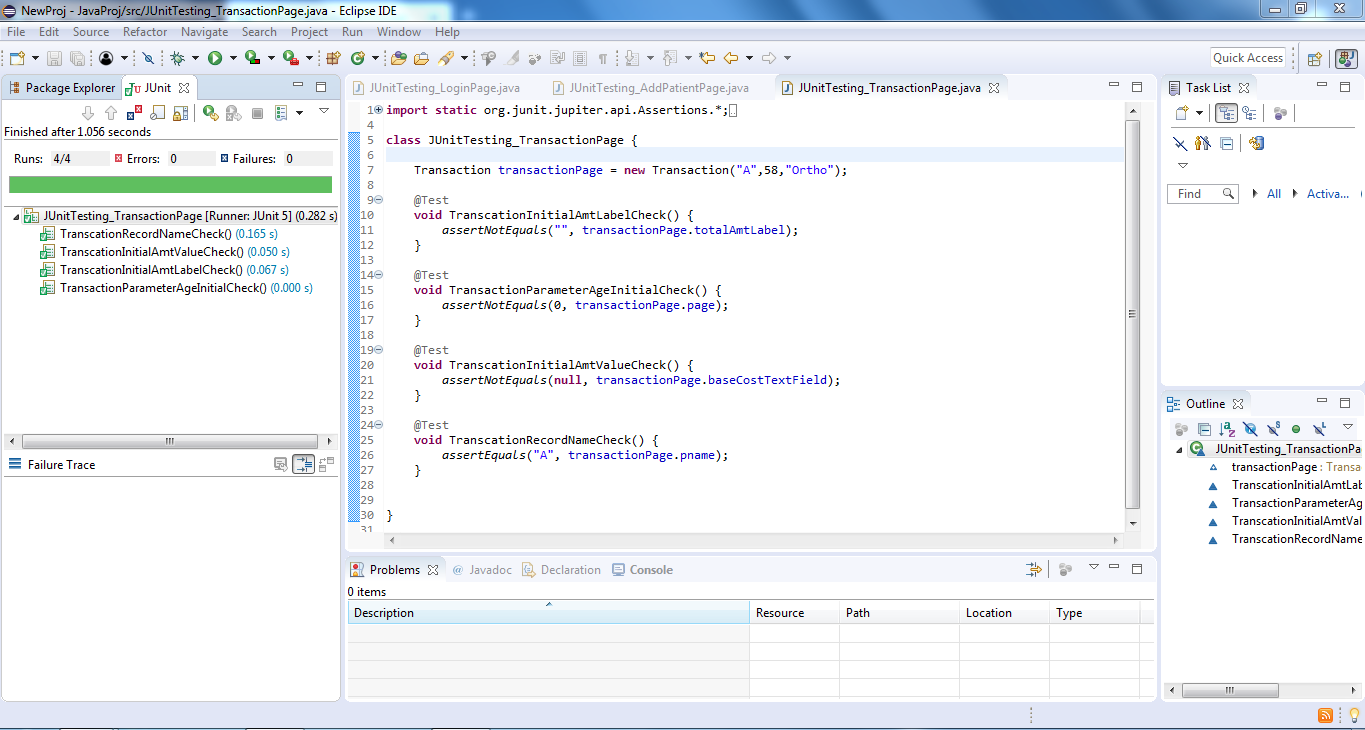 NewProj - JavaProj/src/JUnitTesting_TransactionPage.java - Eclipse IDE
File Edit Source Refactor Navigate Search Project Run Window Help
Quick Access
Package Explorer JUnit
Finished after 1.056 seconds
Runs: 4/4 Errors: 0 Failures: 0
JUnitTesting_TransactionPage [Runner: JUnit 5] (0.282 s)
TranscationRecordNameCheck() (0.165 s)
TranscationInitialAmtValueCheck() (0.050 s)
TranscationInitialAmtLabelCheck() (0.067 s)
TransactionParameterAgeInitialCheck() (0.000 s)
Failure Trace
JUnitTesting_LoginPage.java JUnitTesting_AddPatientPage.java JUnitTesting_TransactionPage.java
1 import static org.junit.jupiter.api.Assertions.*;
4
5 class JUnitTesting_TransactionPage {
6
7 Transaction transactionPage = new Transaction("A",58,"Ortho");
8
9 @Test
10 void TranscationInitialAmtLabelCheck() {
11 assertNotEquals("", transactionPage.totalAmtLabel);
12 }
13
14 @Test
15 void TransactionParameterAgeInitialCheck() {
16 assertNotEquals(0, transactionPage.page);
17 }
18
19 @Test
20 void TranscationInitialAmtValueCheck() {
21 assertNotEquals(null, transactionPage.baseCostTextField);
22 }
23
24 @Test
25 void TranscationRecordNameCheck() {
26 assertEquals("A", transactionPage.pname);
27 }
28
29
30 }
31
Problems Javadoc Declaration Console
0 items
Description Resource Path Location Type
Task List
Find All Activa...
Outline
JUnitTesting_TransactionPa
transactionPage : Transa
TranscationInitialAmtLab
TransactionParameterAg
TranscationInitialAmtVal
TranscationRecordName